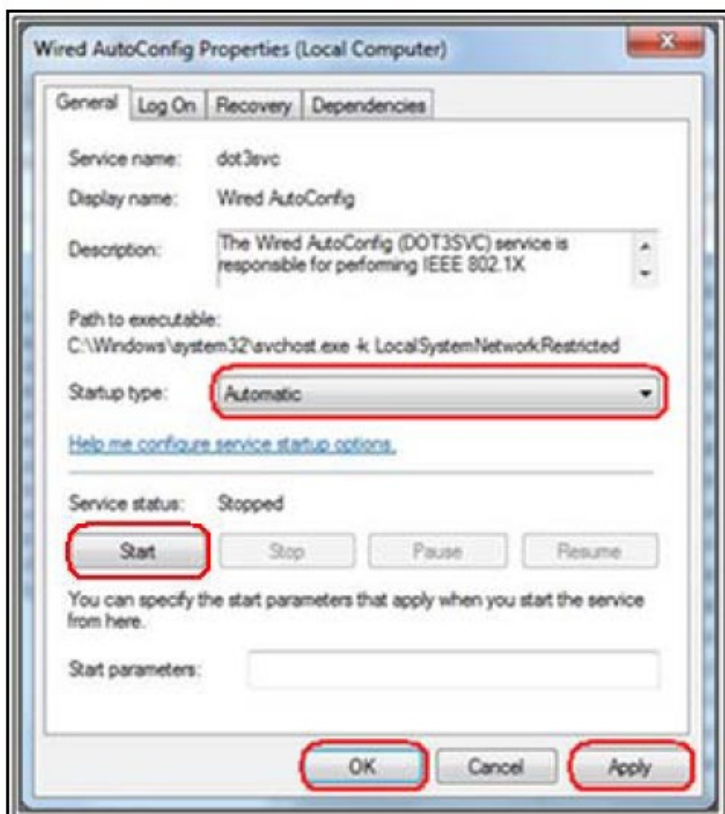 Wired AutoConfig Properties (Local Computer)
General Log On Recovery Dependencies
Service name: dot3svc
Display name: Wired AutoConfig
Description: The Wired AutoConfig (DOT3SVC) service is
responsible for performing IEEE 802.1X
Path to executable:
C:\Windows\system32\svchost.exe -k LocalSystemNetworkRestricted
Startup type: Automatic
Help me configure service startup options.
Service status: Stopped
Start Stop Pause Resume
You can specify the start parameters that apply when you start the service
from here.
Start parameters:
OK Cancel Apply